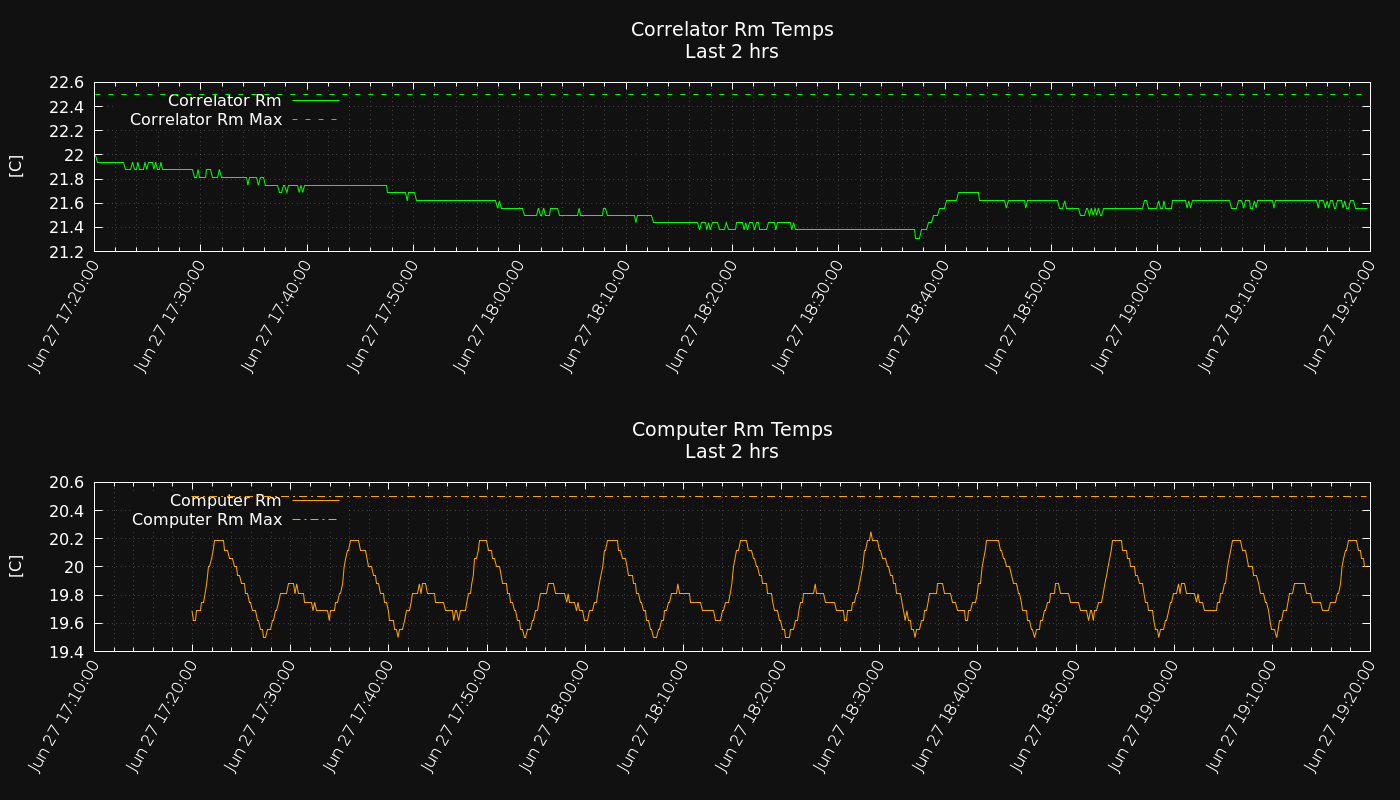 Correlator Rm Temps
Last 2 hrs
22.6
22.4
22.2
22
21.8
21.6
21.4
21.2
[C]
Correlator Rm
Correlator Rm Max
Jun 27 17:20:00
Jun 27 17:30:00
Jun 27 17:40:00
Jun 27 17:50:00
Jun 27 18:00:00
Jun 27 18:10:00
Jun 27 18:20:00
Jun 27 18:30:00
Jun 27 18:40:00
Jun 27 18:50:00
Jun 27 19:00:00
Jun 27 19:10:00
Jun 27 19:20:00
Computer Rm Temps
Last 2 hrs
20.6
20.4
20.2
20
19.8
19.6
19.4
[C]
Computer Rm
Computer Rm Max
Jun 27 17:10:00
Jun 27 17:20:00
Jun 27 17:30:00
Jun 27 17:40:00
Jun 27 17:50:00
Jun 27 18:00:00
Jun 27 18:10:00
Jun 27 18:20:00
Jun 27 18:30:00
Jun 27 18:40:00
Jun 27 18:50:00
Jun 27 19:00:00
Jun 27 19:10:00
Jun 27 19:20:00